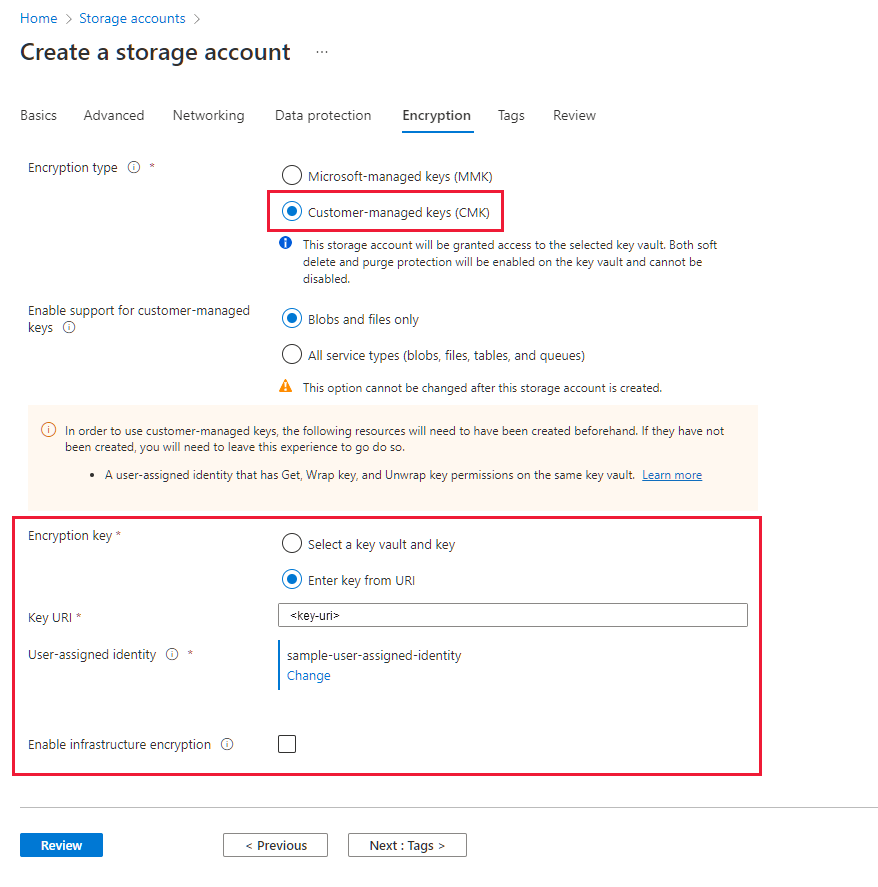 Home > Storage accounts >
Create a storage account ...
Basics Advanced Networking Data protection Encryption Tags Review
Encryption type *
Microsoft-managed keys (MMK)
Customer-managed keys (CMK)
This storage account will be granted access to the selected key vault. Both soft
delete and purge protection will be enabled on the key vault and cannot be
disabled.
Enable support for customer-managed
keys
Blobs and files only
All service types (blobs, files, tables, and queues)
This option cannot be changed after this storage account is created.
In order to use customer-managed keys, the following resources will need to have been created beforehand. If they have not
been created, you will need to leave this experience to go do so.
• A user-assigned identity that has Get, Wrap key, and Unwrap key permissions on the same key vault. Learn more
Encryption key *
Select a key vault and key
Enter key from URI
Key URI *
<key-uri>
User-assigned identity *
sample-user-assigned-identity
Change
Enable infrastructure encryption
Review < Previous Next : Tags >